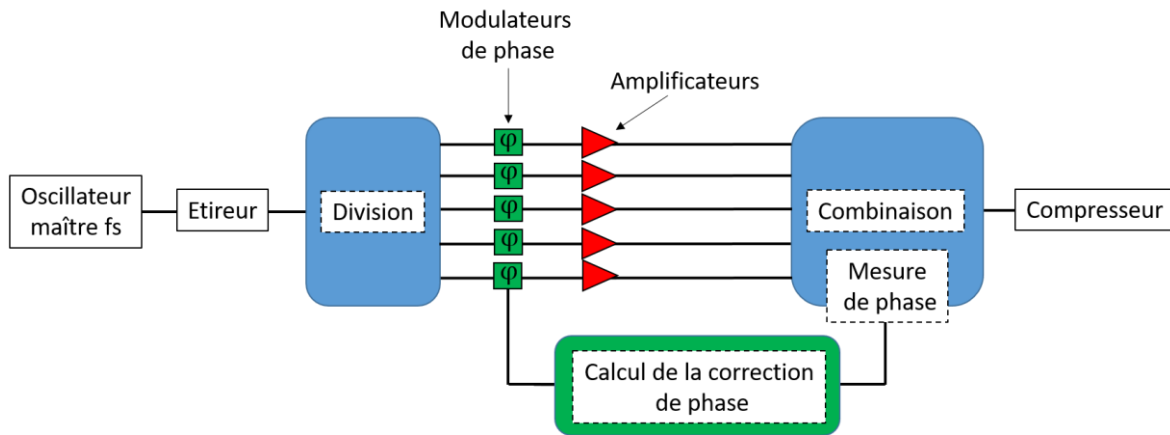 Modulateurs
de phase
Amplificateurs
φ
φ
φ
φ
φ
Oscillateur
maître fs
Etireur
Division
Combinaison
Compresseur
Mesure
de phase
Calcul de la correction
de phase